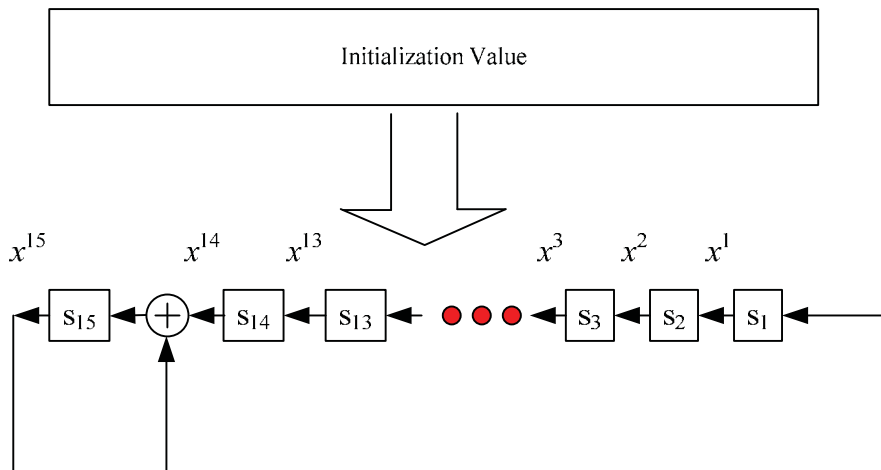 Initialization Value
x¹⁵ x¹⁴ x¹³ x³ x² x¹
s₁₅ + s₁₄ s₁₃ s₃ s₂ s₁